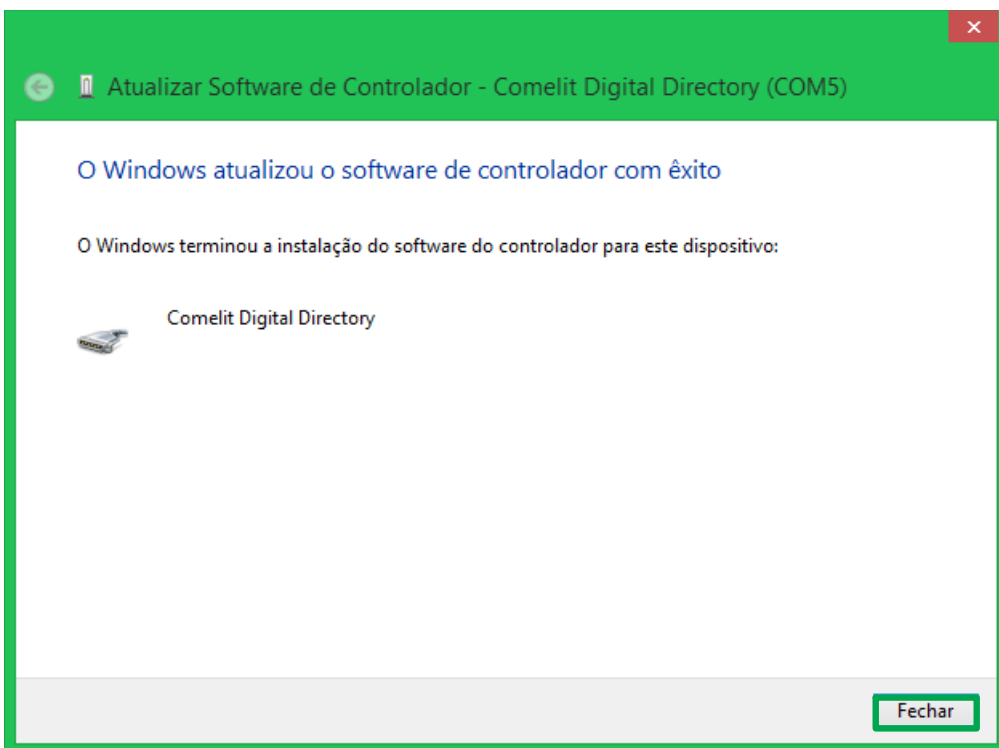 Atualizar Software de Controlador - Comelit Digital Directory (COM5)
O Windows atualizou o software de controlador com êxito
O Windows terminou a instalação do software do controlador para este dispositivo:
Comelit Digital Directory
Fechar